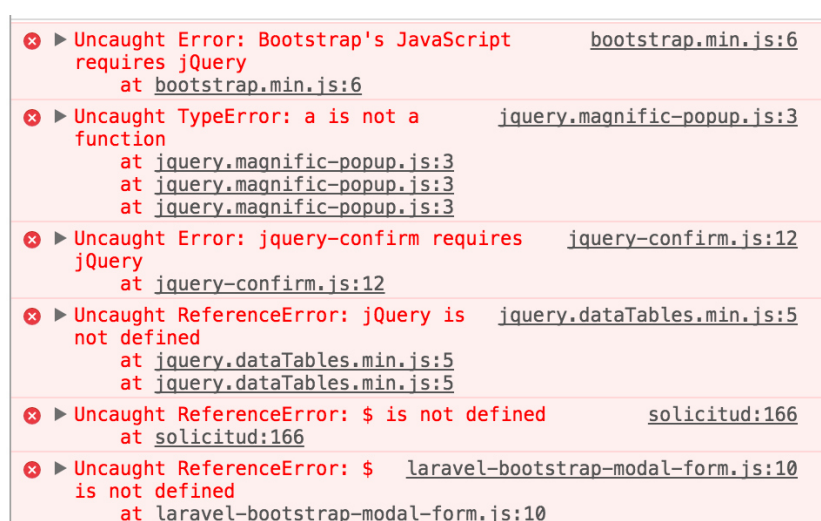 Uncaught Error: Bootstrap's JavaScript bootstrap.min.js:6
requires jQuery
at bootstrap.min.js:6
Uncaught TypeError: a is not a jquery.magnific-popup.js:3
function
at jquery.magnific-popup.js:3
at jquery.magnific-popup.js:3
at jquery.magnific-popup.js:3
Uncaught Error: jquery-confirm requires jquery-confirm.js:12
jQuery
at jquery-confirm.js:12
Uncaught ReferenceError: jQuery is jquery.dataTables.min.js:5
not defined
at jquery.dataTables.min.js:5
at jquery.dataTables.min.js:5
Uncaught ReferenceError: $ is not defined solicitud:166
at solicitud:166
Uncaught ReferenceError: $ laravel-bootstrap-modal-form.js:10
is not defined
at laravel-bootstrap-modal-form.js:10